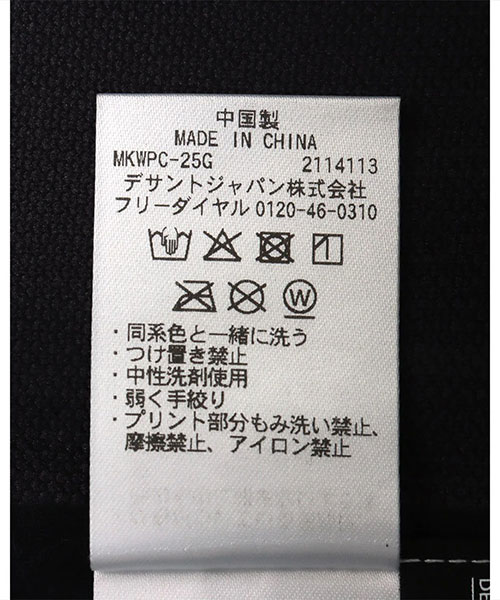 中国製
MADE IN CHINA
MKWPC-25G 2114113
デサントジャパン株式会社
フリーダイヤル 0120-46-0310
W
・同系色と一緒に洗う
・つけ置き禁止
・中性洗剤使用
・弱く手絞り
・プリント部分もみ洗い禁止、
摩擦禁止、アイロン禁止